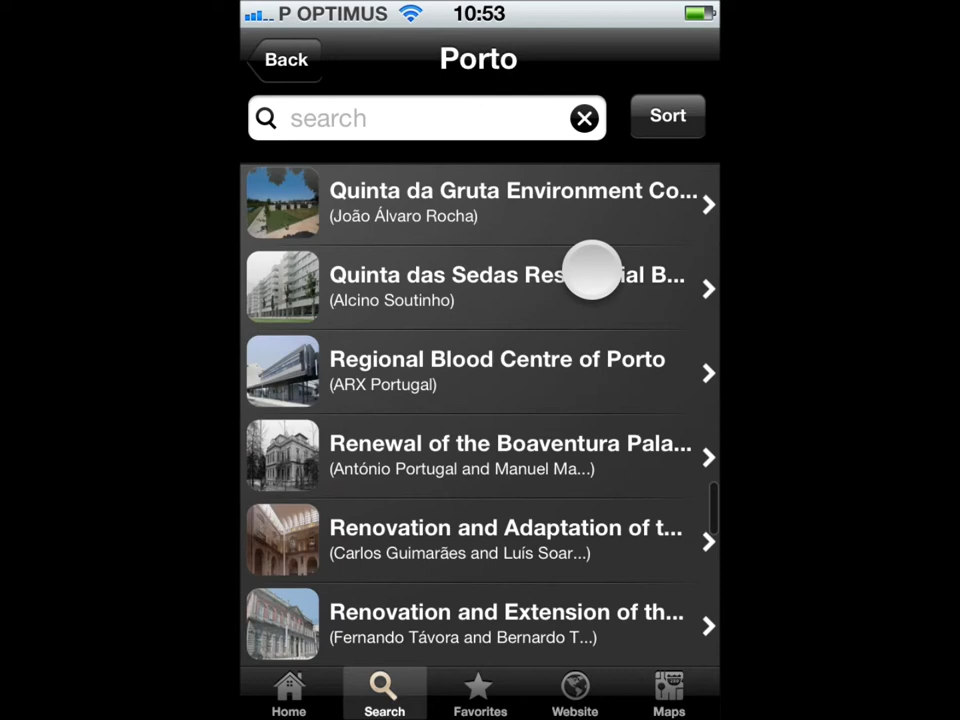 P OPTIMUS 10:53
Back Porto
search Sort
Quinta da Gruta Environment Co...
(João Álvaro Rocha)
Quinta das Sedas Res ial B...
(Alcino Soutinho)
Regional Blood Centre of Porto
(ARX Portugal)
Renewal of the Boaventura Pala...
(António Portugal and Manuel Ma...)
Renovation and Adaptation of t...
(Carlos Guimarães and Luís Soar...)
Renovation and Extension of th...
(Fernando Távora and Bernardo T...)
Home Search Favorites Website Maps